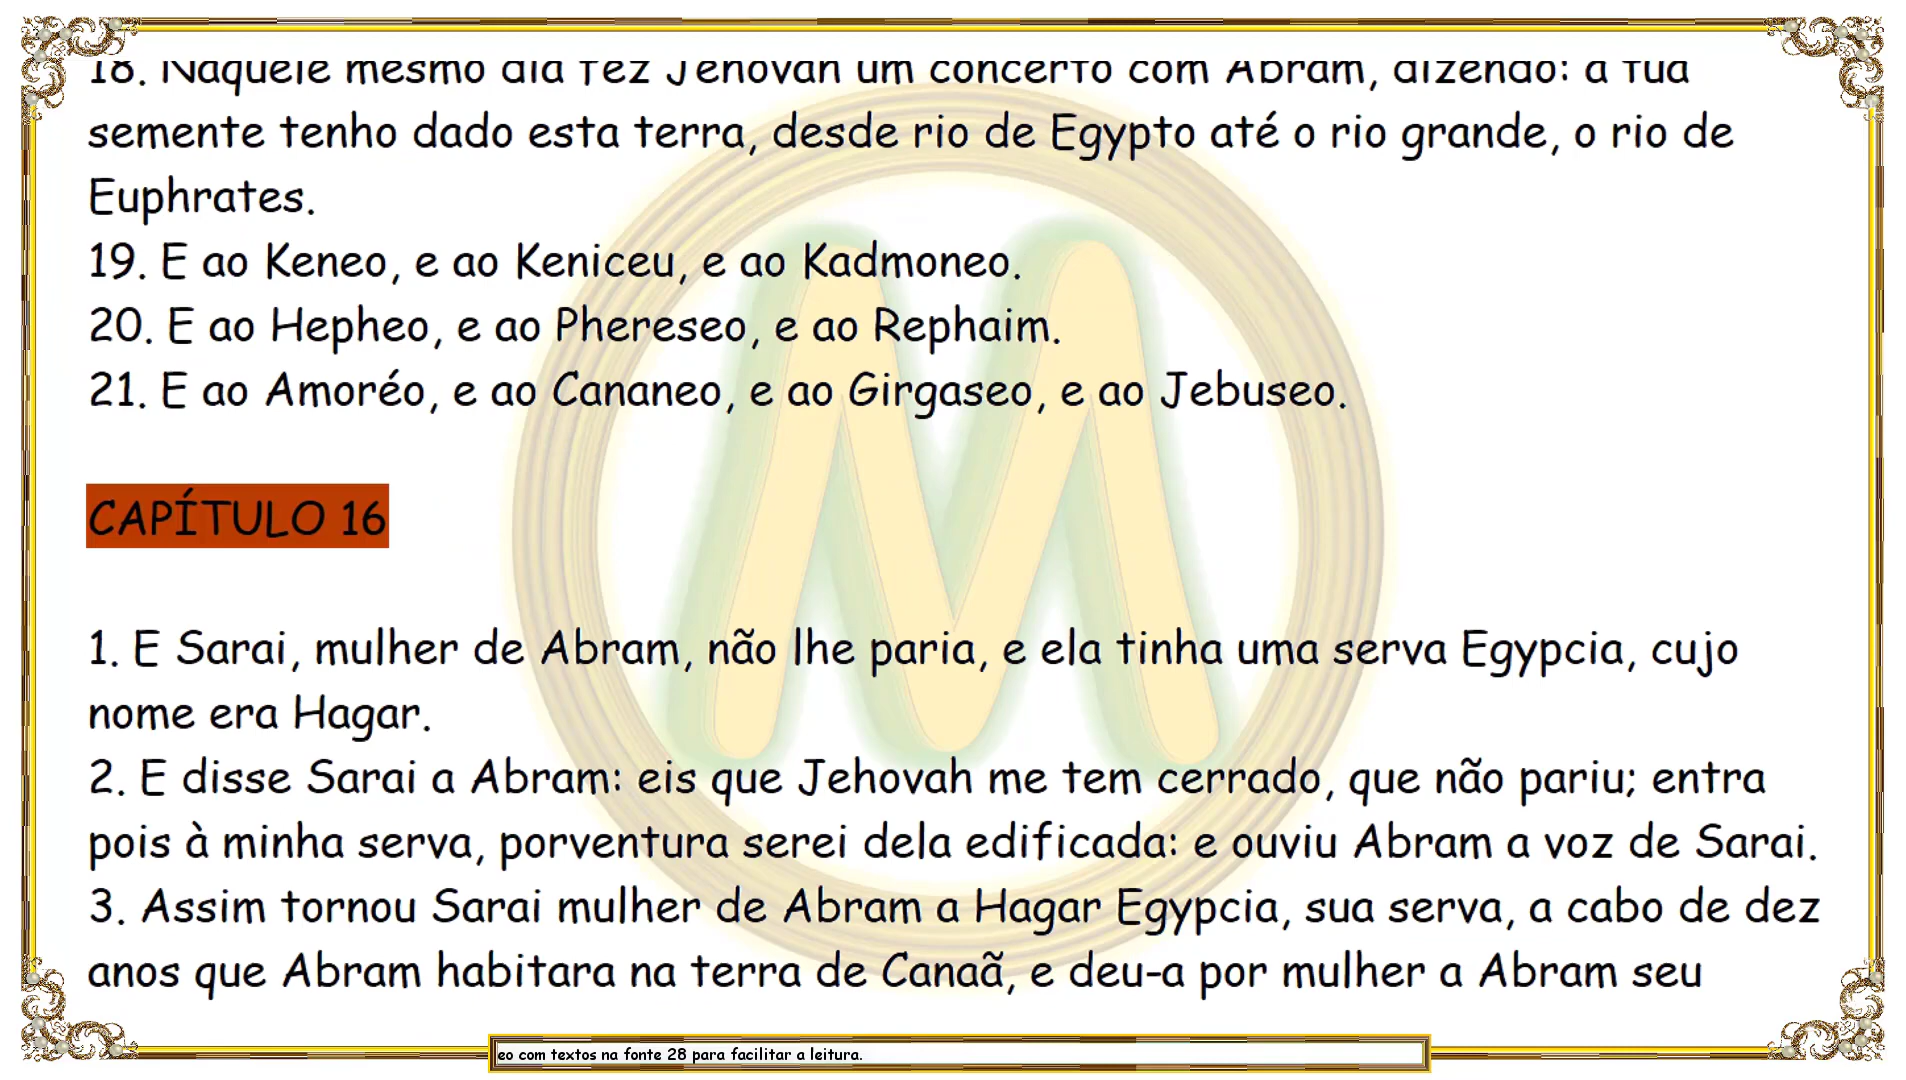 18. Naquele mesmo dia fez Jehovah um concerto com Abram, dizendo: à tua
semente tenho dado esta terra, desde rio de Egypto até o rio grande, o rio de
Euphrates.
19. E ao Keneo, e ao Keniceu, e ao Kadmoneo.
20. E ao Hepheo, e ao Phereseo, e ao Rephaim.
21. E ao Amoréo, e ao Cananeo, e ao Girgaseo, e ao Jebuseo.
CAPÍTULO 16
1. E Sarai, mulher de Abram, não lhe paria, e ela tinha uma serva Egypcia, cujo
nome era Hagar.
2. E disse Sarai a Abram: eis que Jehovah me tem cerrado, que não pariu; entra
pois à minha serva, porventura serei dela edificada: e ouviu Abram a voz de Sarai.
3. Assim tornou Sarai mulher de Abram a Hagar Egypcia, sua serva, a cabo de dez
anos que Abram habitara na terra de Canaã, e deu-a por mulher a Abram seu
eo com textos na fonte 28 para facilitar a leitura.
M